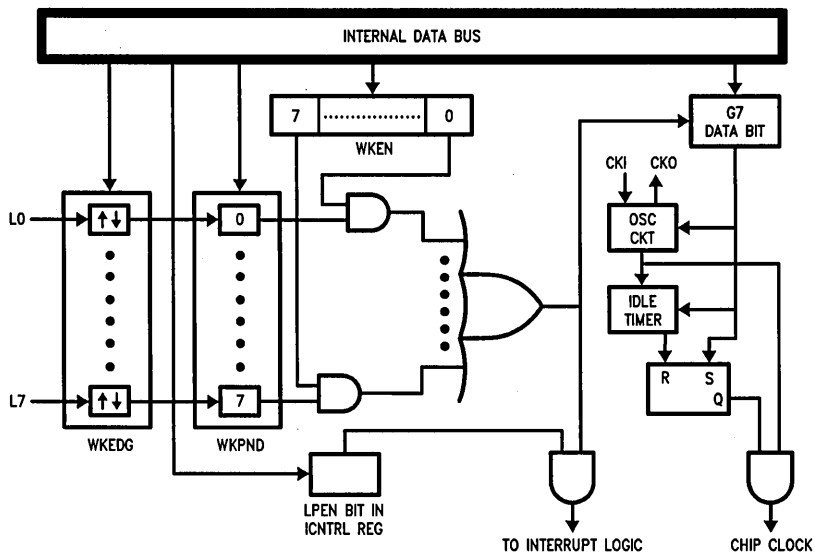 INTERNAL DATA BUS
7 .................... 0
WKEN
G7
DATA BIT
CKI CKO
OSC
CKT
IDLE
TIMER
R S
Q
L0
↑↓
0
L7
↑↓
7
WKEDG
WKPND
LPEN BIT IN
ICNTRL REG
TO INTERRUPT LOGIC
CHIP CLOCK